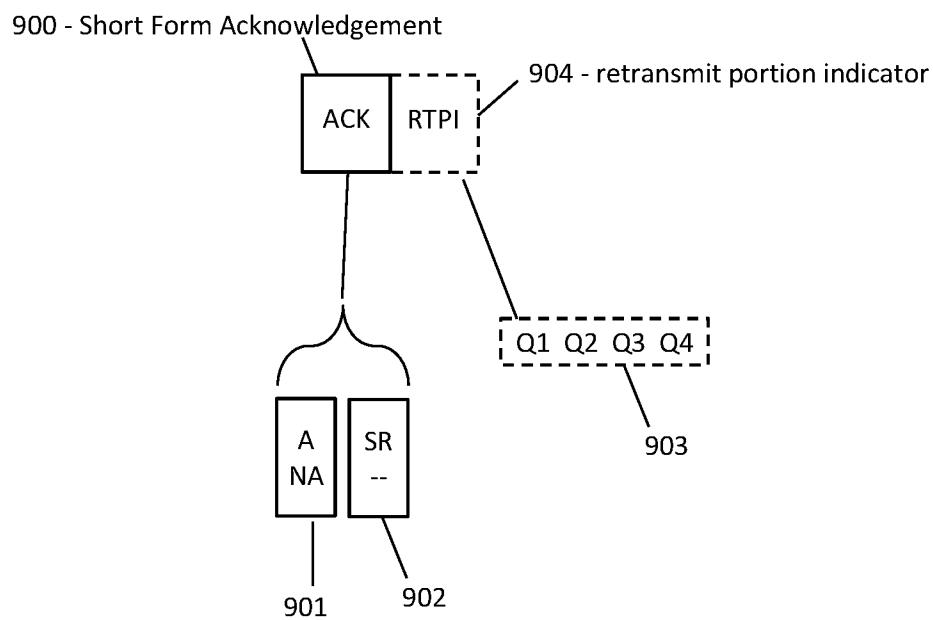 900 - Short Form Acknowledgement
904 - retransmit portion indicator
ACK RTPI
Q1 Q2 Q3 Q4
903
A SR
NA --
901 902